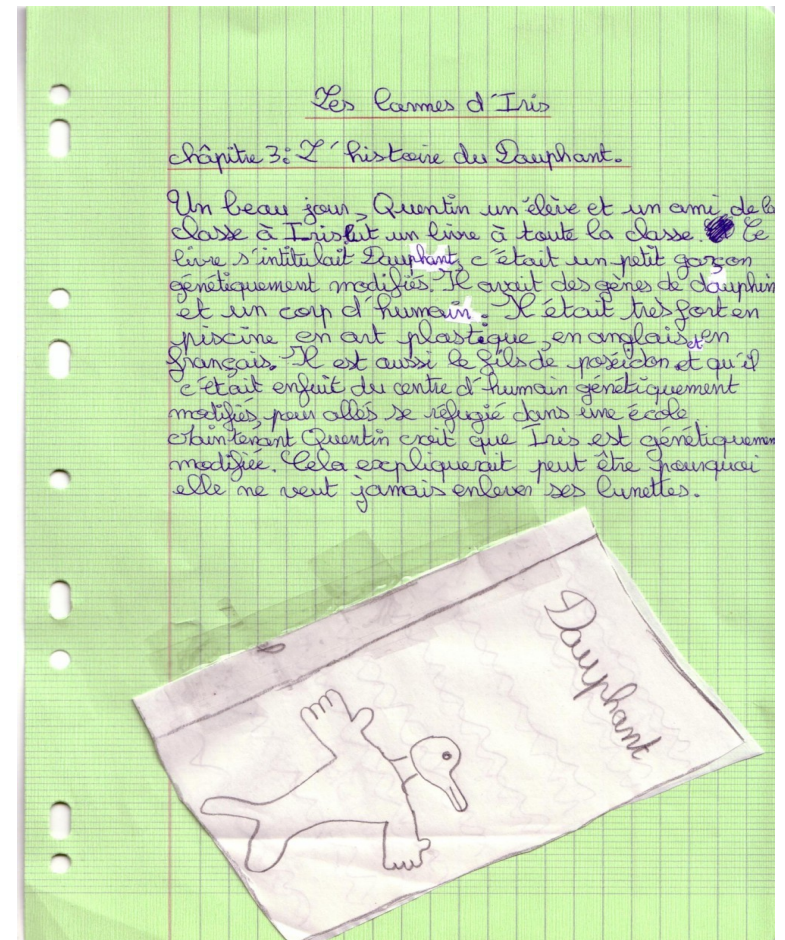 Les larmes d'Iris
châpitre 3: L'histoire du Dauphant.
Un beau jour, Quentin un élève et un ami de la
classe à Iris lut un livre à toute la classe. Ce
livre s'intitulait Dauphant, c'était un petit garçon
génétiquement modifiés. Il avait des gènes de dauphin
et un corp d'humain. Il était très fort en
piscine en art plastique, en anglais et en
français. Il est aussi le fils de poséidon et qu'il
c'était enfuit du centre d'humain génétiquement
modifiés, pour allés se réfugié dans une école.
Maintenant Quentin croit que Iris est génétiquement
modifiée. Cela expliquerait peut être pourquoi
elle ne veut jamais enlever ses lunettes.
Dauphant